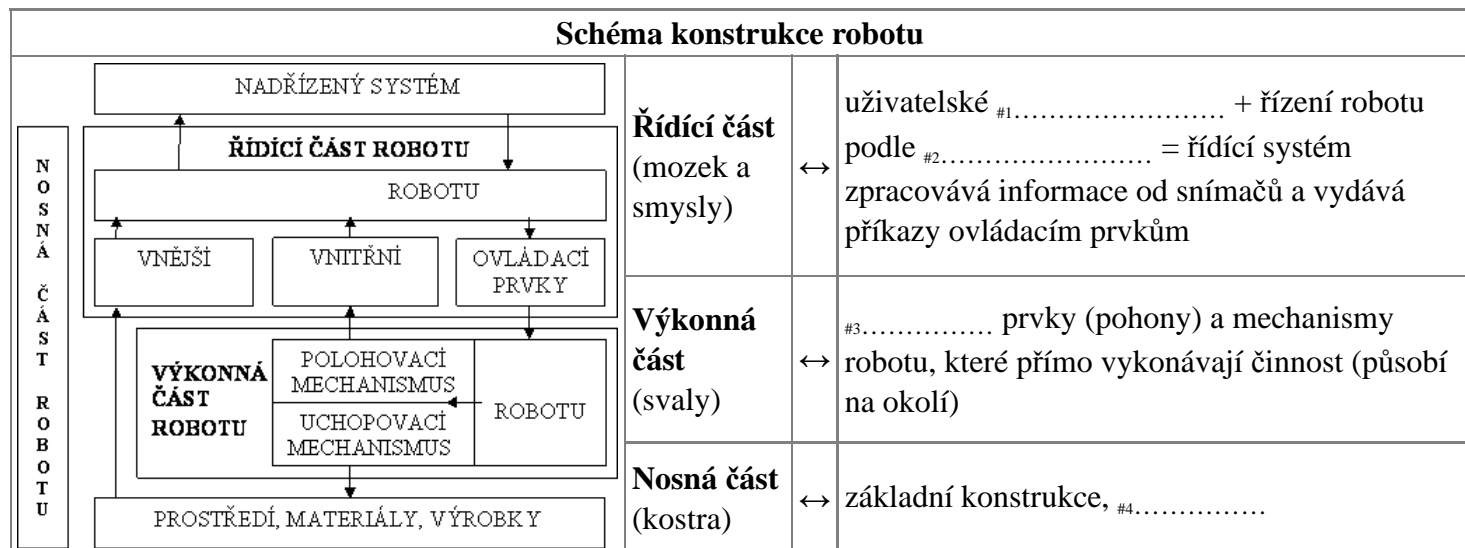 Schéma konstrukce robotu
NADŘÍZENÝ SYSTÉM
NOSNÁ ČÁST ROBOTU
ŘÍDÍCÍ ČÁST ROBOTU
ROBOTU
VNĚJŠÍ
VNITŘNÍ
OVLÁDACÍ
PRVKY
VÝKONNÁ
ČÁST
ROBOTU
POLOHOVACÍ
MECHANISMUS
UCHOPOVACÍ
MECHANISMUS
ROBOTU
PROSTŘEDÍ, MATERIÁLY, VÝROBKY
Řídící část
(mozek a
smysly)
↔
uživatelské #1……………………… + řízení robotu
podle #2……………………… = řídící systém
zpracovává informace od snímačů a vydává
příkazy ovládacím prvkům
Výkonná
část
(svaly)
↔
#3…………… prvky (pohony) a mechanismy
robotu, které přímo vykonávají činnost (působí
na okolí)
Nosná část
(kostra)
↔
základní konstrukce, #4……………